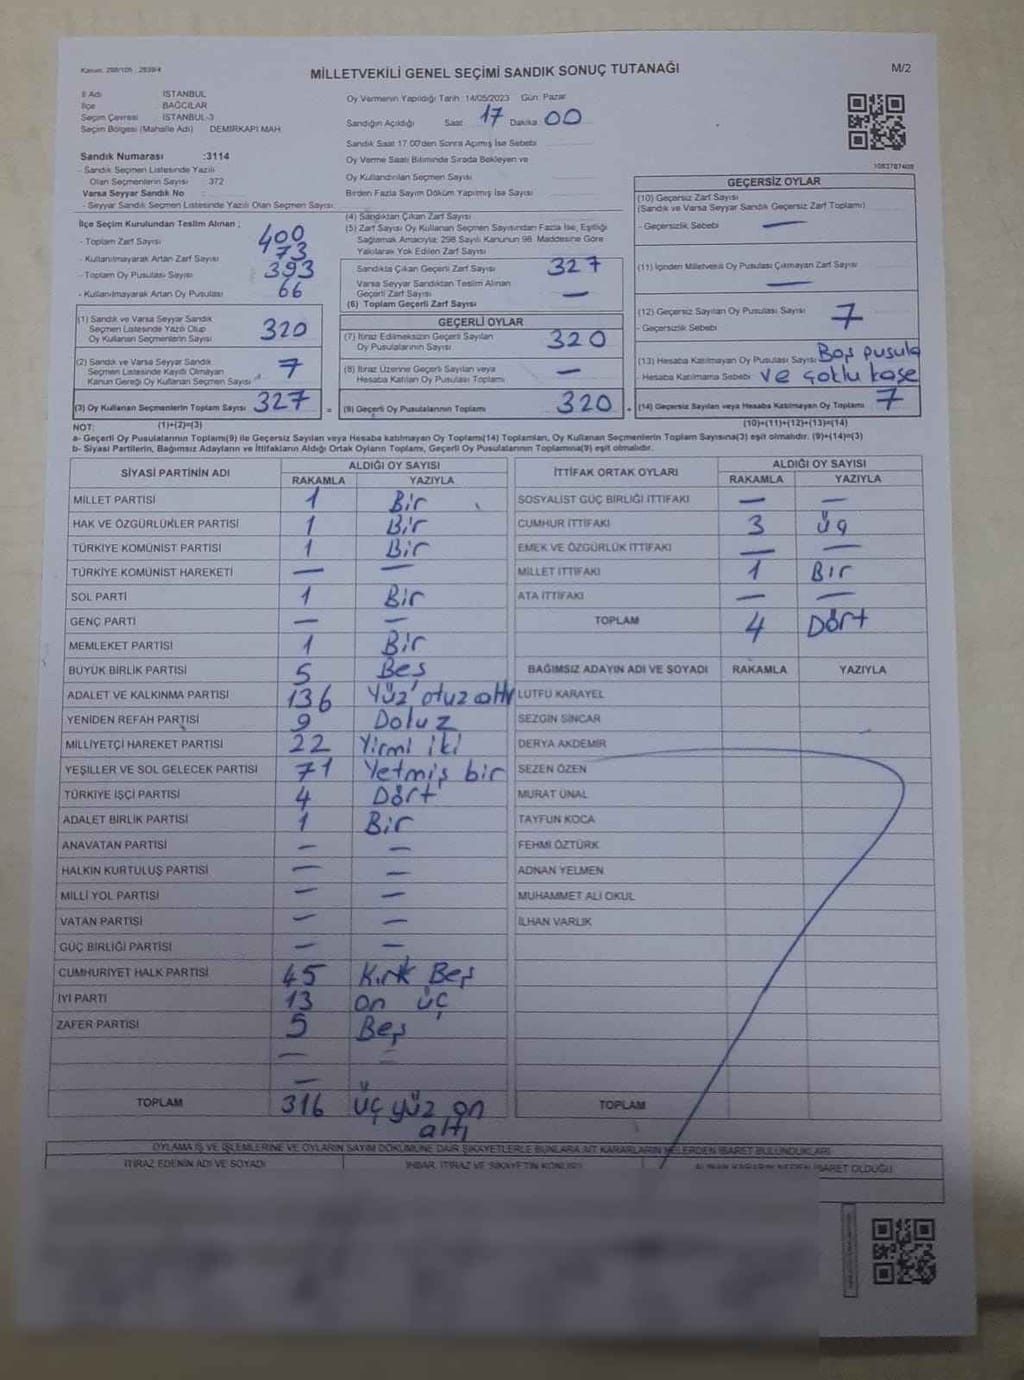 Kanun: 298/105 , 2839/4
MİLLETVEKİLİ GENEL SEÇİMİ SANDIK SONUÇ TUTANAĞI
M/2
İl Adı İSTANBUL
İlçe BAĞCILAR
Seçim Çevresi İSTANBUL-3
Seçim Bölgesi (Mahalle Adı) DEMİRKAPI MAH.
Sandık Numarası :3114
- Sandık Seçmen Listesinde Yazılı
Olan Seçmenlerin Sayısı : 372
Varsa Seyyar Sandık No :
- Seyyar Sandık Seçmen Listesinde Yazılı Olan Seçmen Sayısı:
Oy Vermenin Yapıldığı Tarih :14/05/2023 Gün: Pazar
Sandığın Açıldığı Saat 17 Dakika 00
Sandık Saat 17.00'den Sonra Açılmış İse Sebebi
Oy Verme Saati Bitiminde Sırada Bekleyen ve
Oy Kullandırılan Seçmen Sayısı
Birden Fazla Sayım Döküm Yapılmış İse Sayısı
1083787408
İlçe Seçim Kurulundan Teslim Alınan ;
- Toplam Zarf Sayısı 400
- Kullanılmayarak Artan Zarf Sayısı 73
- Toplam Oy Pusulası Sayısı 393
- Kullanılmayarak Artan Oy Pusulası 66
(1) Sandık ve Varsa Seyyar Sandık
Seçmen Listesinde Yazılı Olup
Oy Kullanan Seçmenlerin Sayısı 320
(2) Sandık ve Varsa Seyyar Sandık
Seçmen Listesinde Kayıtlı Olmayan
Kanun Gereği Oy Kullanan Seçmen Sayısı 7
(3) Oy Kullanan Seçmenlerin Toplam Sayısı 327 =
(4) Sandıktan Çıkan Zarf Sayısı
(5) Zarf Sayısı Oy Kullanan Seçmen Sayısından Fazla İse, Eşitliği
Sağlamak Amacıyla, 298 Sayılı Kanunun 98. Maddesine Göre
Yakılarak Yok Edilen Zarf Sayısı
Sandıkta Çıkan Geçerli Zarf Sayısı 327
Varsa Seyyar Sandıktan Teslim Alınan
Geçerli Zarf Sayısı —
(6) Toplam Geçerli Zarf Sayısı
GEÇERLİ OYLAR
(7) İtiraz Edilmeksizin Geçerli Sayılan
Oy Pusulalarının Sayısı 320
(8) İtiraz Üzerine Geçerli Sayılan veya
Hesaba Katılan Oy Pusulası Toplamı —
(9) Geçerli Oy Pusulalarının Toplamı 320 +
GEÇERSİZ OYLAR
(10) Geçersiz Zarf Sayısı
(Sandık ve Varsa Seyyar Sandık Geçersiz Zarf Toplamı)
- Geçersizlik Sebebi —
(11) İçinden Milletvekili Oy Pusulası Çıkmayan Zarf Sayısı
—
(12) Geçersiz Sayılan Oy Pusulası Sayısı 7
- Geçersizlik Sebebi
(13) Hesaba Katılmayan Oy Pusulası Sayısı Boş pusula
- Hesaba Katılmama Sebebi ve çoklu kaşe
(14) Geçersiz Sayılan veya Hesaba Katılmayan Oy Toplamı 7
NOT: (1)+(2)=(3)
(10)+(11)+(12)+(13)=(14)
a- Geçerli Oy Pusulalarının Toplamı(9) ile Geçersiz Sayılan veya Hesaba katılmayan Oy Toplamı(14) Toplamları, Oy Kullanan Seçmenlerin Toplam Sayısına(3) eşit olmalıdır. (9)+(14)=(3)
b- Siyasi Partilerin, Bağımsız Adayların ve İttifakların Aldığı Ortak Oyların Toplamı, Geçerli Oy Pusulalarının Toplamına(9) eşit olmalıdır.
SİYASİ PARTİNİN ADI ALDIĞI OY SAYISI
RAKAMLA YAZIYLA
MİLLET PARTİSİ 1 Bir
HAK VE ÖZGÜRLÜKLER PARTİSİ 1 Bir
TÜRKİYE KOMÜNİST PARTİSİ 1 Bir
TÜRKİYE KOMÜNİST HAREKETİ — —
SOL PARTİ 1 Bir
GENÇ PARTİ — —
MEMLEKET PARTİSİ 1 Bir
BÜYÜK BİRLİK PARTİSİ 5 Beş
ADALET VE KALKINMA PARTİSİ 136 Yüz otuz altı
YENİDEN REFAH PARTİSİ 9 Dokuz
MİLLİYETÇİ HAREKET PARTİSİ 22 Yirmi iki
YEŞİLLER VE SOL GELECEK PARTİSİ 71 Yetmiş bir
TÜRKİYE İŞÇİ PARTİSİ 4 Dört
ADALET BİRLİK PARTİSİ 1 Bir
ANAVATAN PARTİSİ — —
HALKIN KURTULUŞ PARTİSİ — —
MİLLİ YOL PARTİSİ — —
VATAN PARTİSİ — —
GÜÇ BİRLİĞİ PARTİSİ — —
CUMHURİYET HALK PARTİSİ 45 Kırk Beş
İYİ PARTİ 13 on üç
ZAFER PARTİSİ 5 Beş
— —
—
TOPLAM 316 üç yüz on
altı
İTTİFAK ORTAK OYLARI ALDIĞI OY SAYISI
RAKAMLA YAZIYLA
SOSYALİST GÜÇ BİRLİĞİ İTTİFAKI — —
CUMHUR İTTİFAKI 3 üç
EMEK VE ÖZGÜRLÜK İTTİFAKI — —
MİLLET İTTİFAKI 1 Bir
ATA İTTİFAKI — —
TOPLAM 4 Dört
BAĞIMSIZ ADAYIN ADI VE SOYADI RAKAMLA YAZIYLA
LÜTFÜ KARAYEL
SEZGİN SİNCAR
DERYA AKDEMİR
SEZEN ÖZEN
MURAT ÜNAL
TAYFUN KOCA
FEHMİ ÖZTÜRK
ADNAN YELMEN
MUHAMMET ALİ OKUL
İLHAN VARLIK
TOPLAM
OYLAMA İŞ VE İŞLEMLERİNE VE OYLARIN SAYIM DÖKÜMÜNE DAİR ŞİKAYETLERLE BUNLARA AİT KARARLARIN NELERDEN İBARET BULUNDUKLARI
İTİRAZ EDENİN ADI VE SOYADI İHBAR, İTİRAZ VE ŞİKAYETİN KONUSU ALINAN KARARIN NEDEN İBARET OLDUĞU